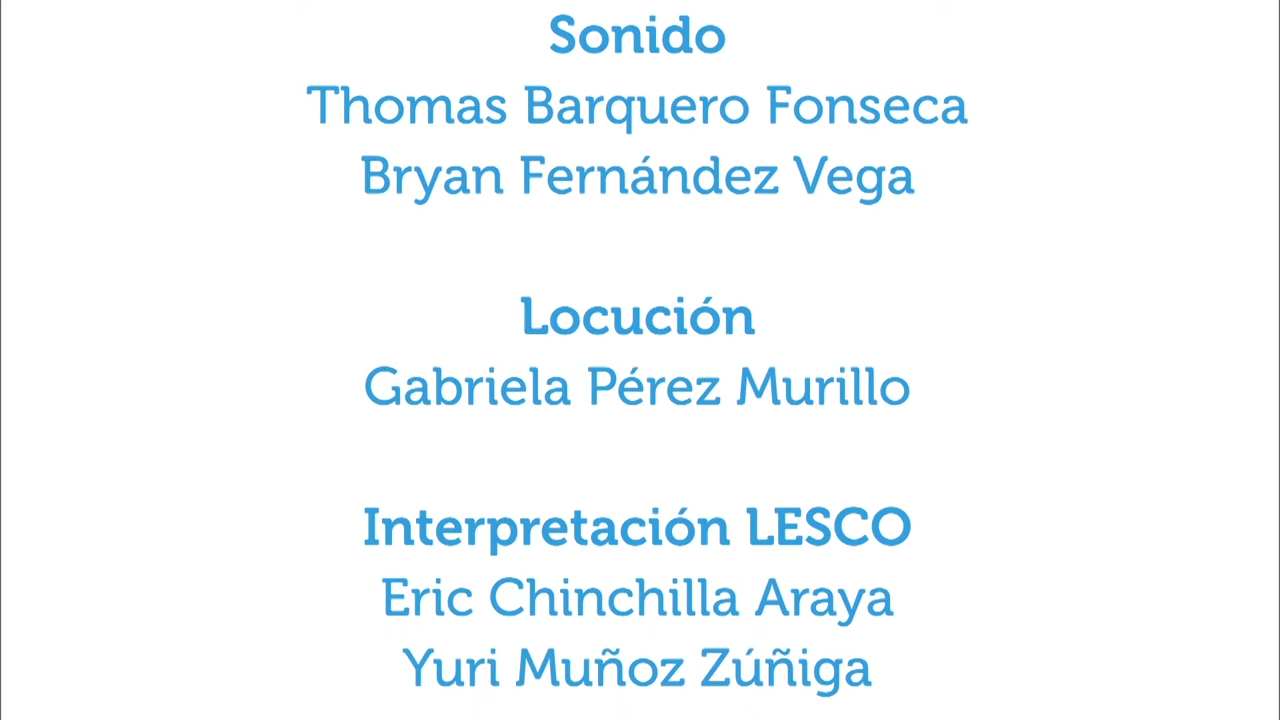 Sonido
Thomas Barquero Fonseca
Bryan Fernández Vega
Locución
Gabriela Pérez Murillo
Interpretación LESCO
Eric Chinchilla Araya
Yuri Muñoz Zúñiga